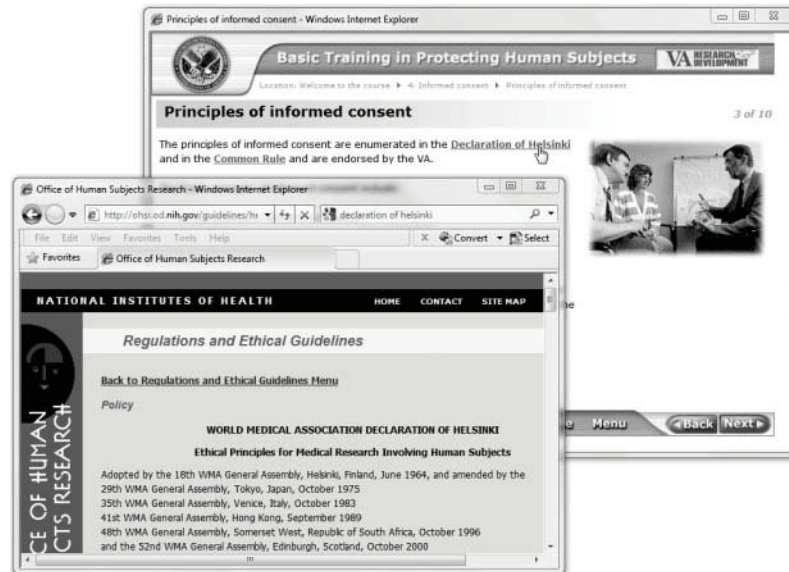 Principles of informed consent - Windows Internet Explorer
Basic Training in Protecting Human Subjects
VA RESEARCH & DEVELOPMENT
Location: Welcome to the course ▶ 4. Informed consent ▶ Principles of informed consent
Principles of informed consent
3 of 10
The principles of informed consent are enumerated in the Declaration of Helsinki
and in the Common Rule and are endorsed by the VA.
Office of Human Subjects Research - Windows Internet Explorer
http://ohsr.od.nih.gov/guidelines/he
declaration of helsinki
File Edit View Favorites Tools Help
Convert Select
Favorites
Office of Human Subjects Research
NATIONAL INSTITUTES OF HEALTH
HOME CONTACT SITE MAP
Regulations and Ethical Guidelines
Back to Regulations and Ethical Guidelines Menu
Policy
WORLD MEDICAL ASSOCIATION DECLARATION OF HELSINKI
Ethical Principles for Medical Research Involving Human Subjects
Adopted by the 18th WMA General Assembly, Helsinki, Finland, June 1964, and amended by the
29th WMA General Assembly, Tokyo, Japan, October 1975
35th WMA General Assembly, Venice, Italy, October 1983
41st WMA General Assembly, Hong Kong, September 1989
48th WMA General Assembly, Somerset West, Republic of South Africa, October 1996
and the 52nd WMA General Assembly, Edinburgh, Scotland, October 2000
CE OF HUMAN
CTS RESEARCH
he
e Menu Back Next